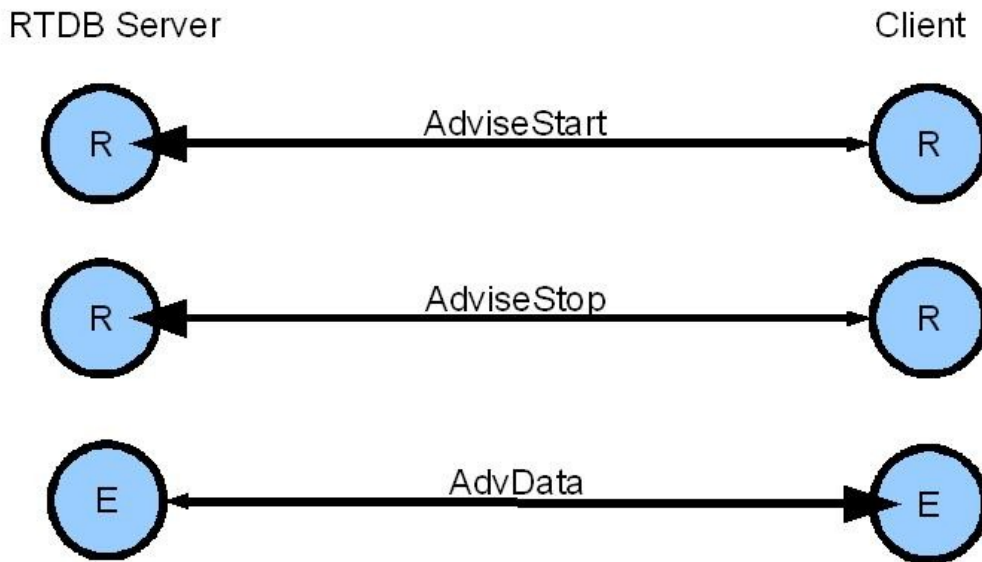 RTDB Server
Client
AdviseStart
R
R
AdviseStop
R
R
AdvData
E
E